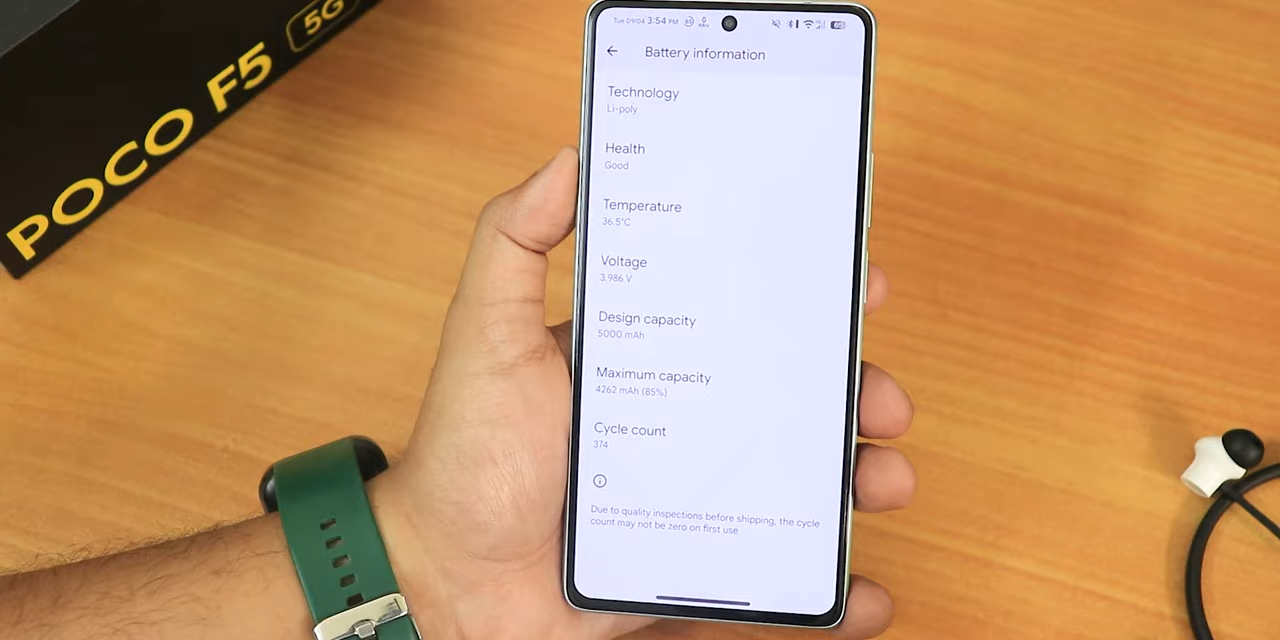 POCO F5
5G
Tue 09/04 3:54 PM
Battery information
Technology
Li-poly
Health
Good
Temperature
36.5°C
Voltage
3.986 V
Design capacity
5000 mAh
Maximum capacity
4262 mAh (85%)
Cycle count
374
Due to quality inspections before shipping, the cycle
count may not be zero on first use